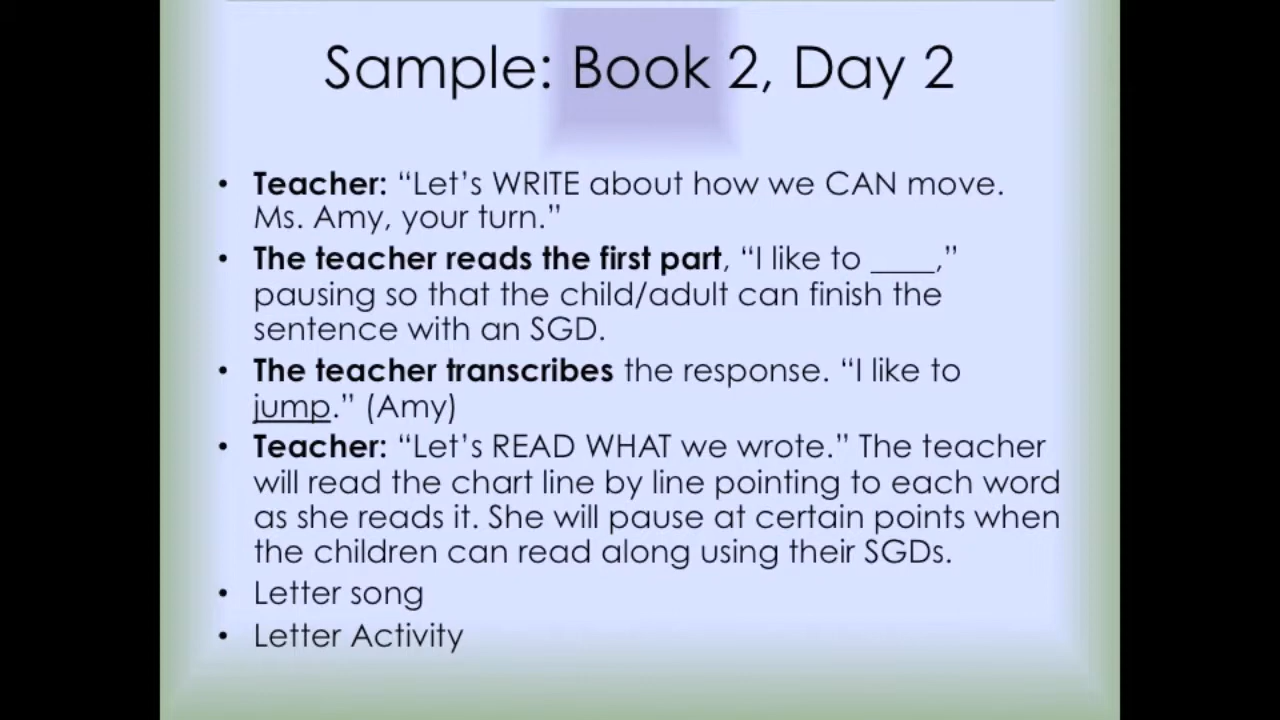 Sample: Book 2, Day 2
• Teacher: “Let’s WRITE about how we CAN move.
Ms. Amy, your turn.”
• The teacher reads the first part, “I like to ____,”
pausing so that the child/adult can finish the
sentence with an SGD.
• The teacher transcribes the response. “I like to
jump.” (Amy)
• Teacher: “Let’s READ WHAT we wrote.” The teacher
will read the chart line by line pointing to each word
as she reads it. She will pause at certain points when
the children can read along using their SGDs.
• Letter song
• Letter Activity